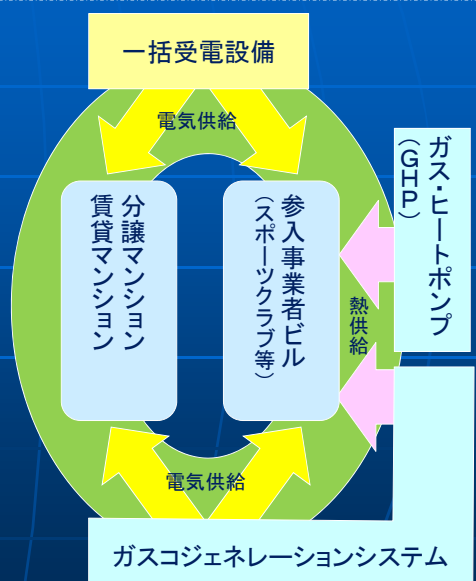 一括受電設備
電気供給
ガス・ヒートポンプ
（ＧＨＰ）
参入事業者ビル
（スポーツクラブ等）
分譲マンション
賃貸マンション
熱供給
電気供給
ガスコジェネレーションシステム